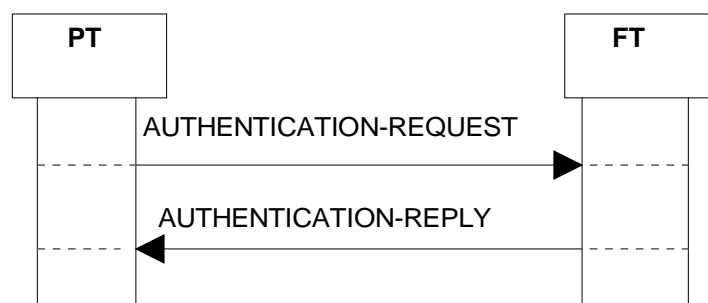 PT
FT
AUTHENTICATION-REQUEST
AUTHENTICATION-REPLY